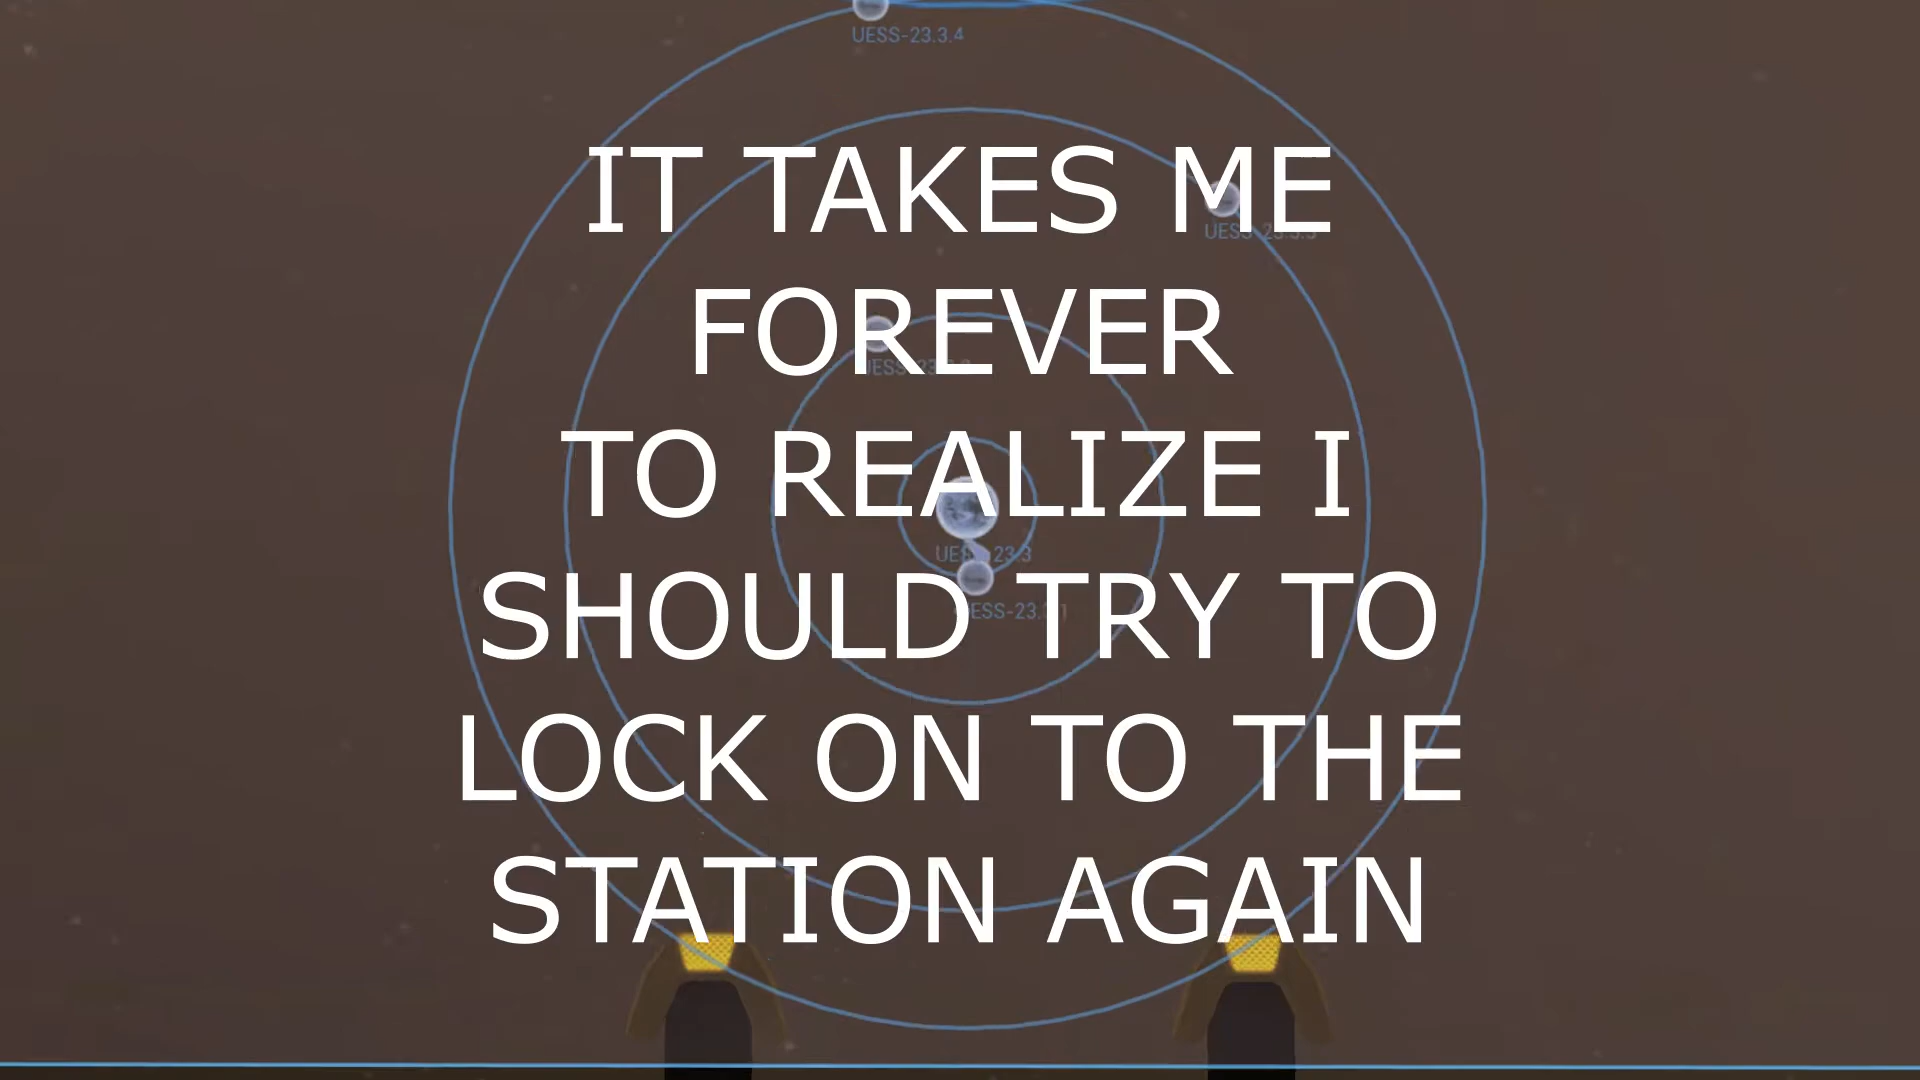 UESS-23.3.4
IT TAKES ME
FOREVER
TO REALIZE I
SHOULD TRY TO
LOCK ON TO THE
STATION AGAIN